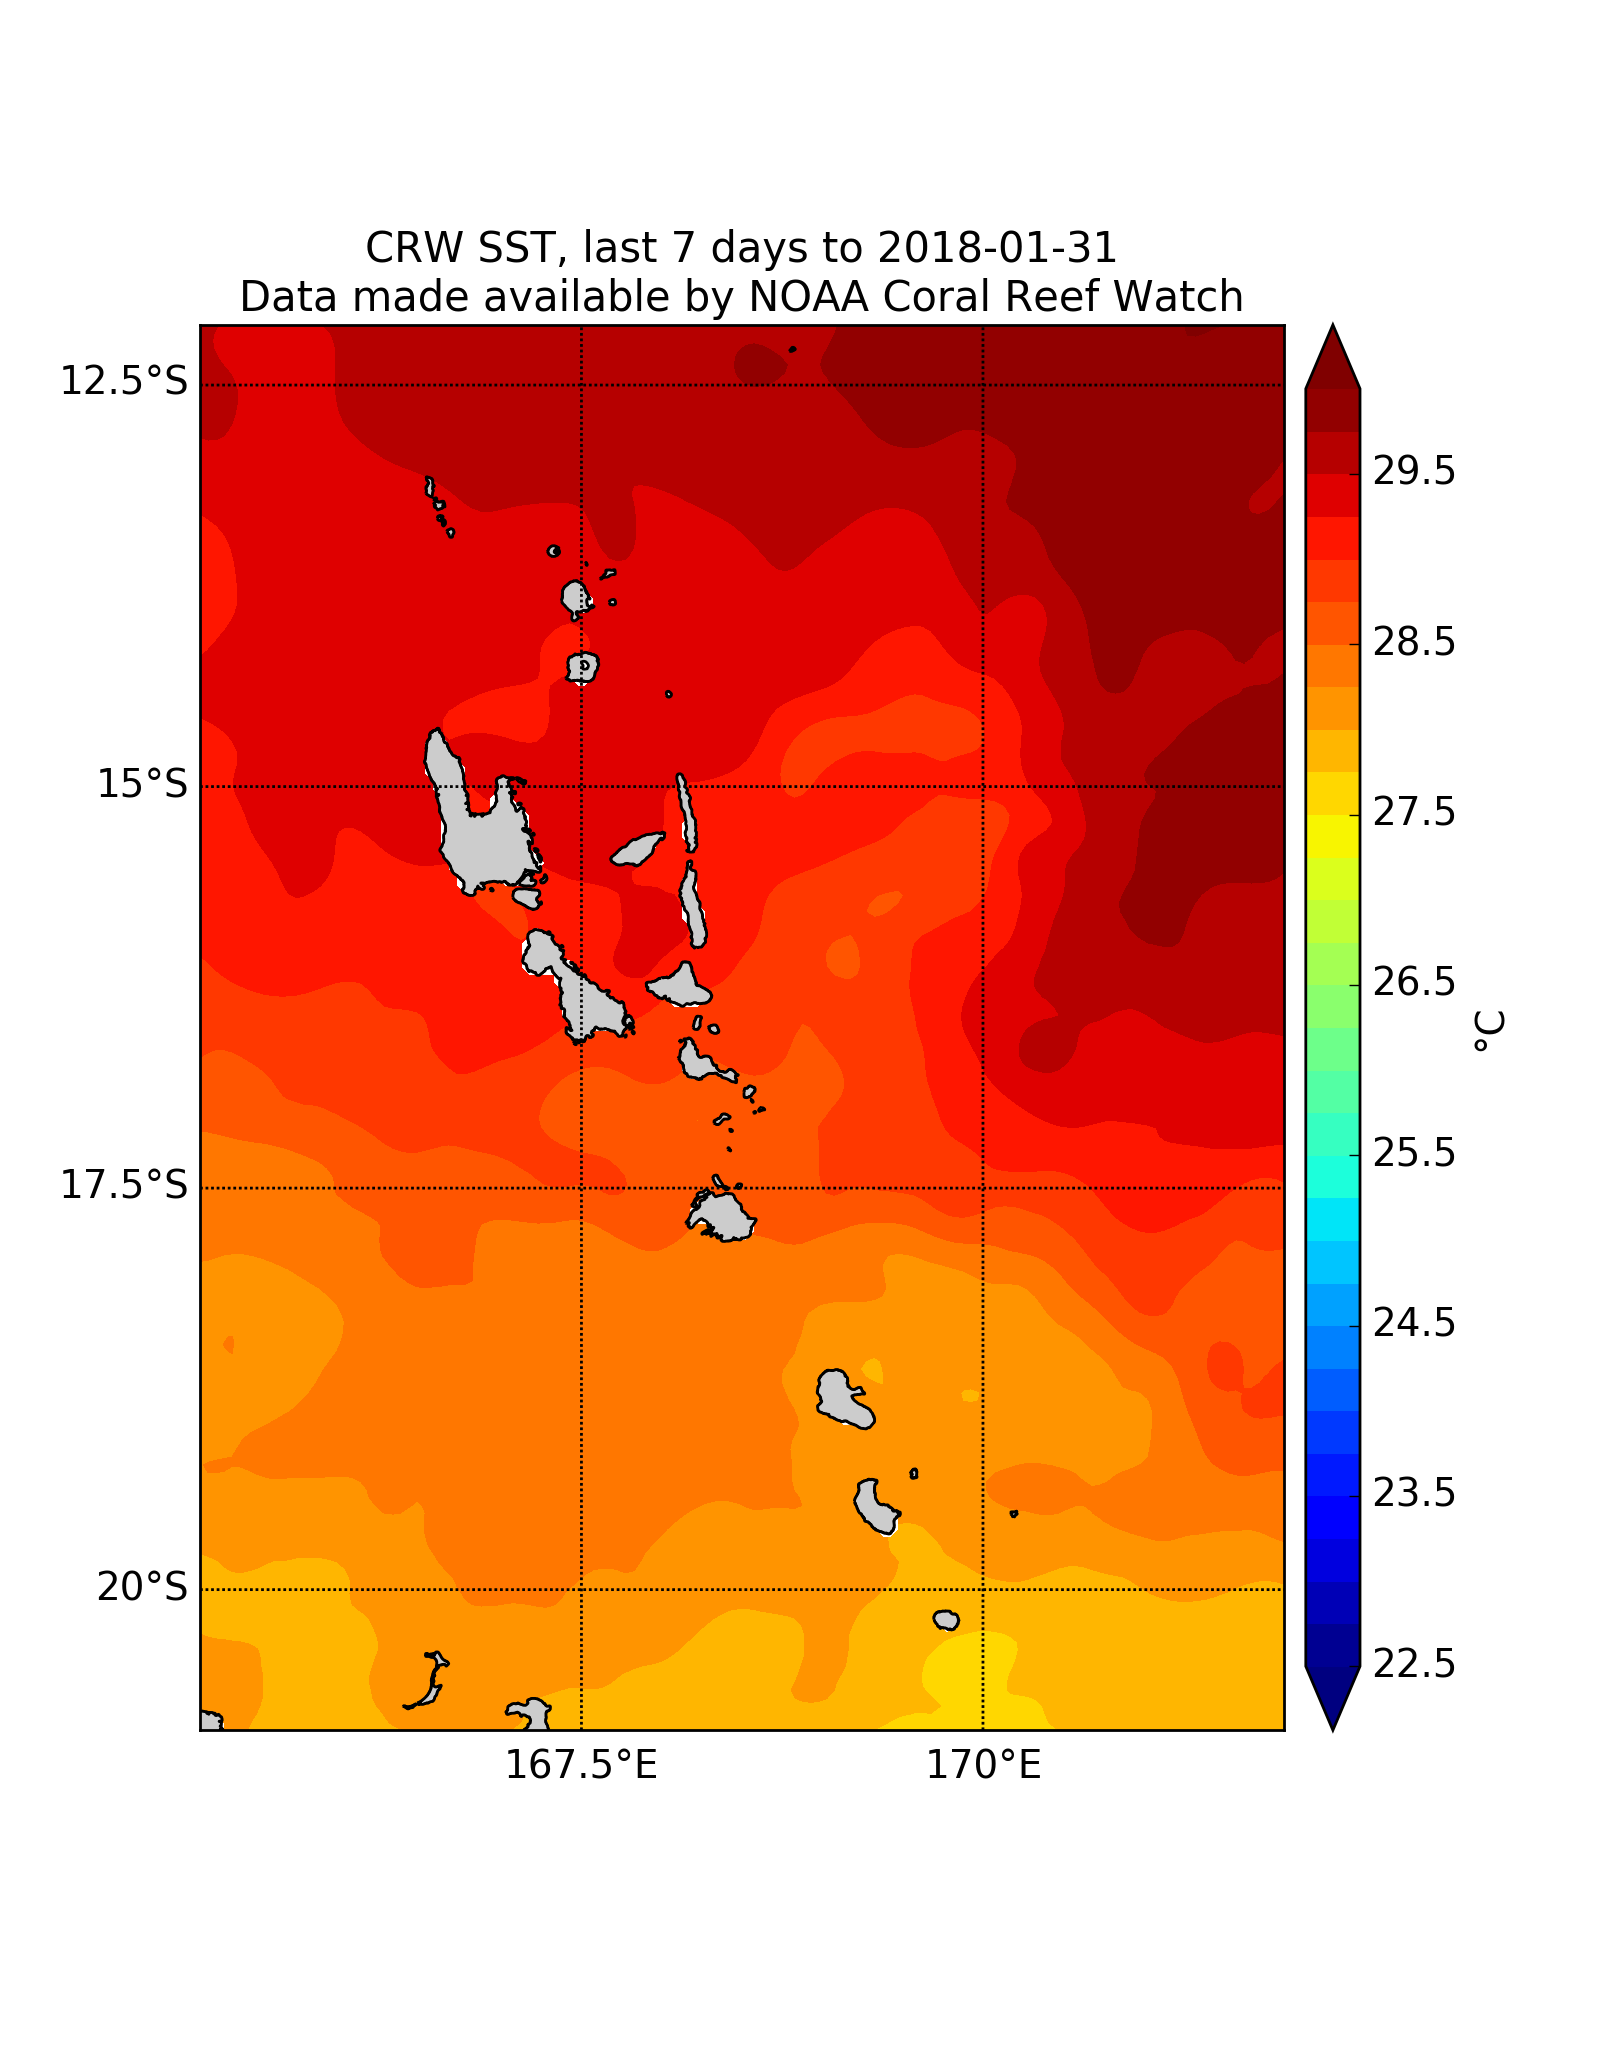 CRW SST, last 7 days to 2018-01-31
Data made available by NOAA Coral Reef Watch
12.5°S
15°S
17.5°S
20°S
167.5°E
170°E
29.5
28.5
27.5
26.5
25.5
24.5
23.5
22.5
°C